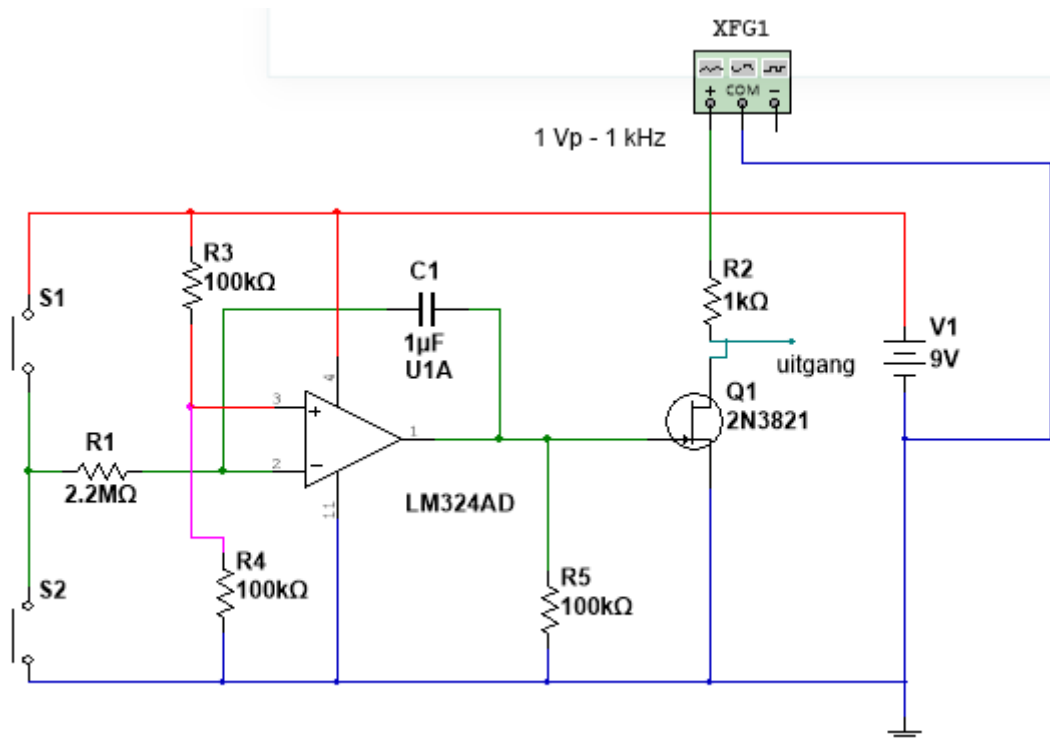 XFG1
+ COM −
1 Vp - 1 kHz
R3
100kΩ
C1
1µF
U1A
R2
1kΩ
S1
V1
9V
uitgang
4
Q1
2N3821
3
+
1
R1
2.2MΩ
2
−
11
LM324AD
S2
R4
100kΩ
R5
100kΩ